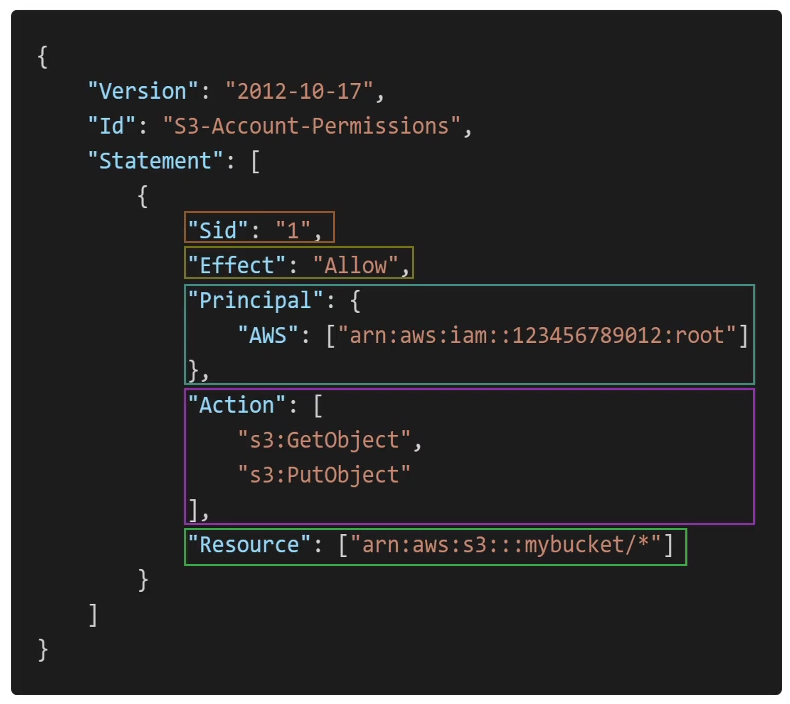 {
    "Version": "2012-10-17",
    "Id": "S3-Account-Permissions",
    "Statement": [
        {
            "Sid": "1",
            "Effect": "Allow",
            "Principal": {
                "AWS": ["arn:aws:iam::123456789012:root"]
            },
            "Action": [
                "s3:GetObject",
                "s3:PutObject"
            ],
            "Resource": ["arn:aws:s3:::mybucket/*"]
        }
    ]
}